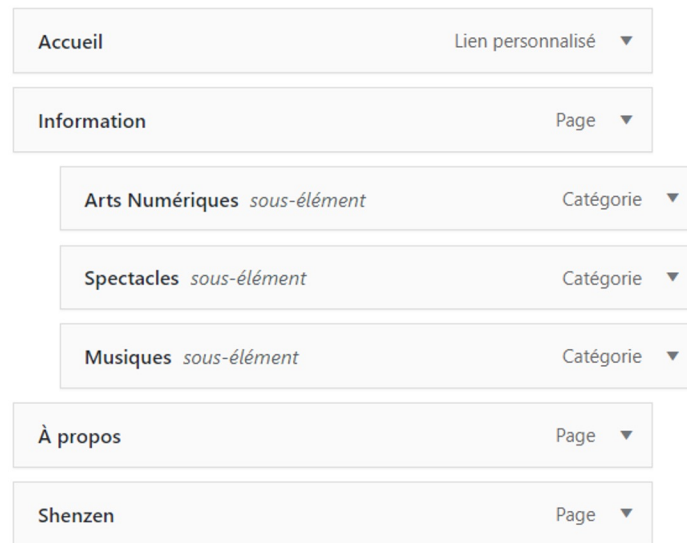 Accueil Lien personnalisé
Information Page
Arts Numériques sous-élément Catégorie
Spectacles sous-élément Catégorie
Musiques sous-élément Catégorie
À propos Page
Shenzen Page